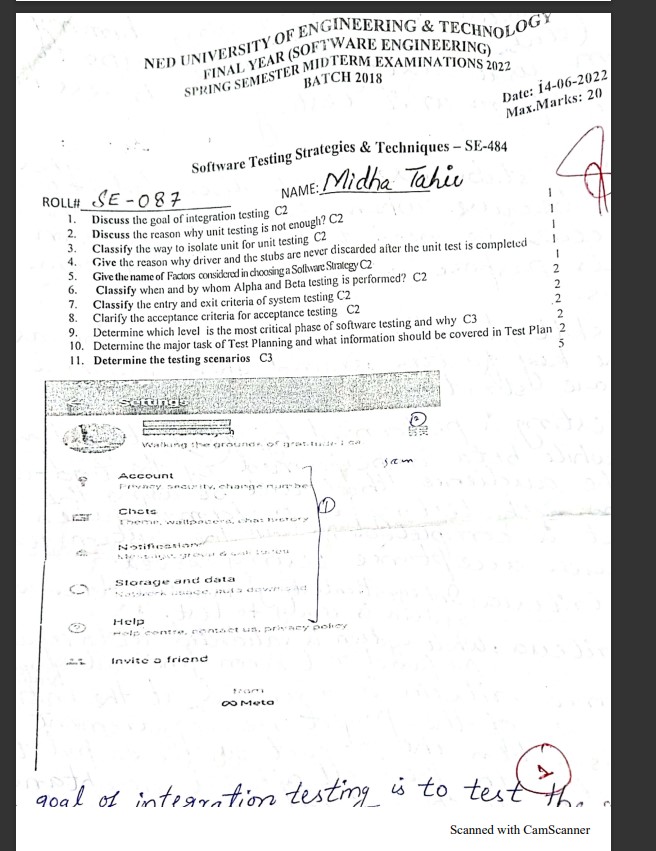 NED UNIVERSITY OF ENGINEERING & TECHNOLOGY
FINAL YEAR (SOFTWARE ENGINEERING)
SPRING SEMESTER MIDTERM EXAMINATIONS 2022
BATCH 2018
Date: 14-06-2022
Max.Marks: 20
Software Testing Strategies & Techniques – SE-484
ROLL# SE-087 NAME: Midha Tahir
1. Discuss the goal of integration testing C2 1
2. Discuss the reason why unit testing is not enough? C2 1
3. Classify the way to isolate unit for unit testing C2 1
4. Give the reason why driver and the stubs are never discarded after the unit test is completed 1
5. Give the name of Factors considered in choosing a Software Strategy C2 1
6. Classify when and by whom Alpha and Beta testing is performed? C2 2
7. Classify the entry and exit criteria of system testing C2 2
8. Clarify the acceptance criteria for acceptance testing C2 2
9. Determine which level is the most critical phase of software testing and why C3 2
10. Determine the major task of Test Planning and what information should be covered in Test Plan 2
11. Determine the testing scenarios C3 5
Settings
Walking the grounds of gratitude
2
scan
Account
Privacy security, change number
1
Chats
Theme, wallpapers, chat history
Notifications
Message, group & call tones
Storage and data
Network usage, auto download
Help
Help centre, contact us, privacy policy
Invite a friend
from
Meta
goal of integration testing is to test the
Scanned with CamScanner